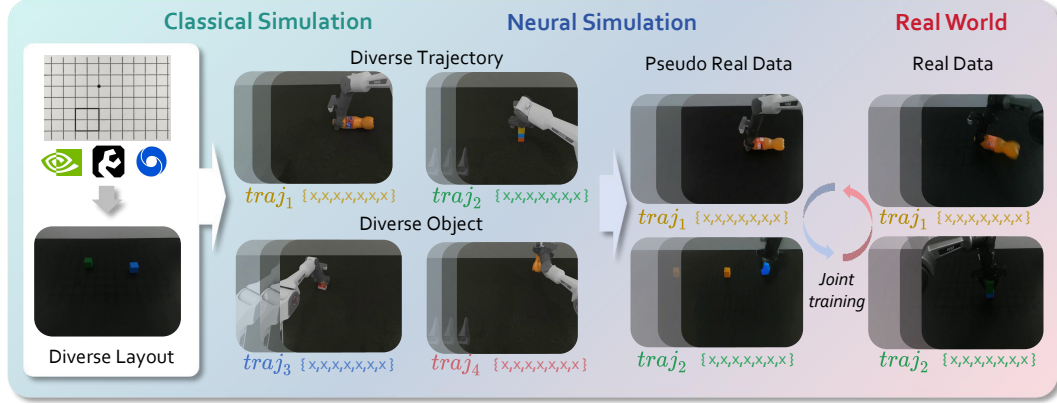 Classical Simulation
Neural Simulation
Real World
Diverse Trajectory
Pseudo Real Data
Real Data
traj₁ {x,x,x,x,x,x,x}
traj₂ {x,x,x,x,x,x,x}
Diverse Object
traj₁ {x,x,x,x,x,x,x}
traj₁ {x,x,x,x,x,x,x}
Joint
training
Diverse Layout
traj₃ {x,x,x,x,x,x,x}
traj₄ {x,x,x,x,x,x,x}
traj₂ {x,x,x,x,x,x,x}
traj₂ {x,x,x,x,x,x,x}